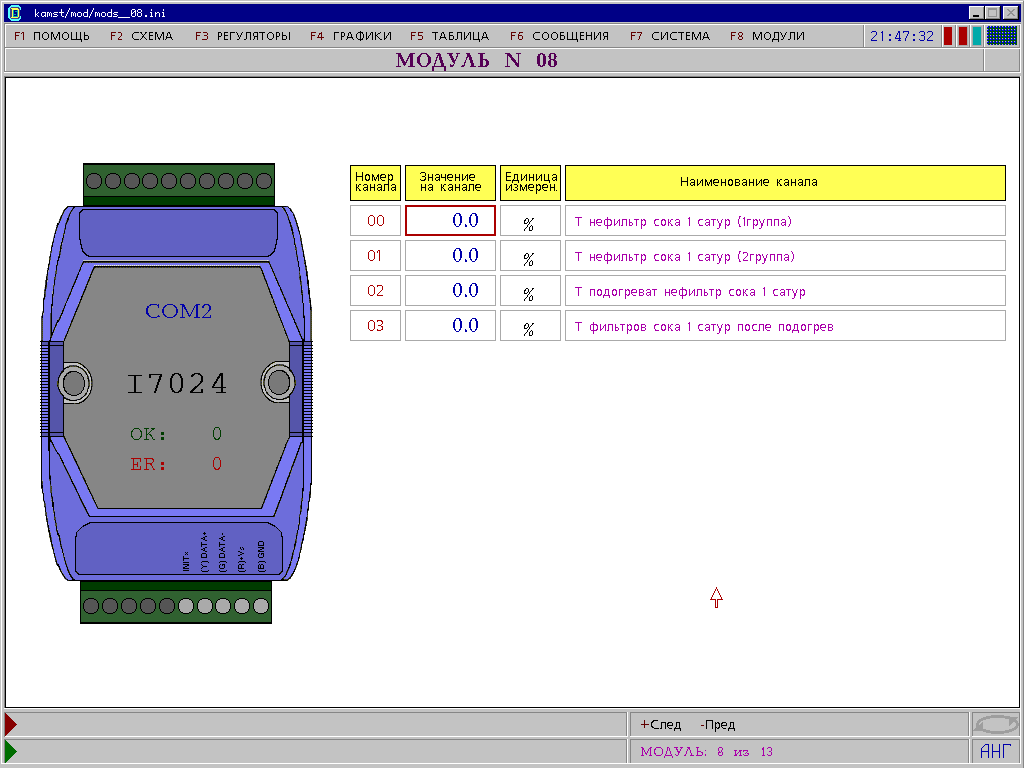 kamst/mod/mods__08.ini
F1 ПОМОЩЬ F2 СХЕМА F3 РЕГУЛЯТОРЫ F4 ГРАФИКИ F5 ТАБЛИЦА F6 СООБЩЕНИЯ F7 СИСТЕМА F8 МОДУЛИ 21:47:32
МОДУЛЬ N 08
Номер канала Значение на канале Единица измерен. Наименование канала
00 0.0 % Т нефильтр сока 1 сатур (1группа)
01 0.0 % Т нефильтр сока 1 сатур (2группа)
02 0.0 % Т подогреват нефильтр сока 1 сатур
03 0.0 % Т фильтров сока 1 сатур после подогрев
COM2
I7024
OK: 0
ER: 0
INIT*
(Y) DATA+
(G) DATA-
(R)+Vs
(B) GND
+След -Пред
МОДУЛЬ: 8 из 13
АНГ